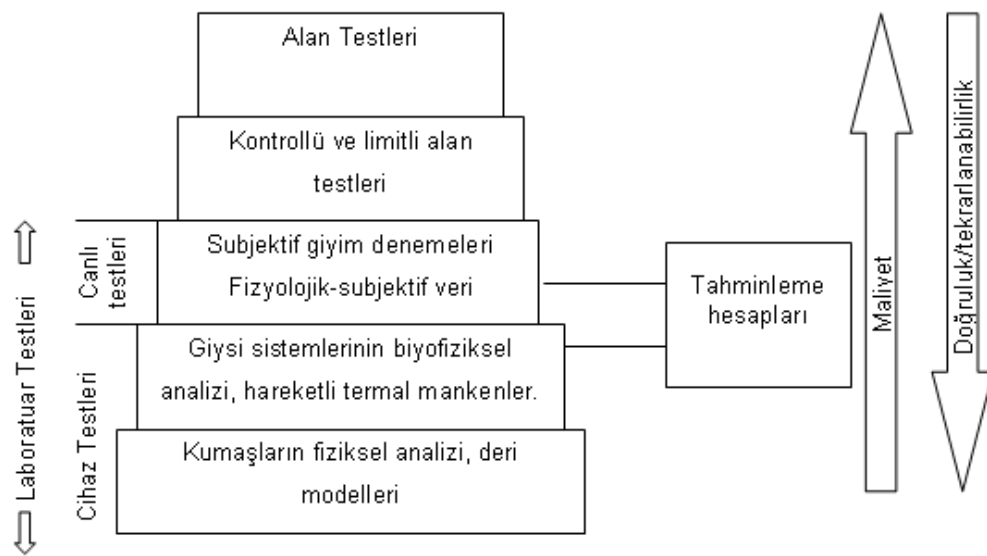 Alan Testleri
Kontrollü ve limitli alan
testleri
Subjektif giyim denemeleri
Fizyolojik-subjektif veri
Giysi sistemlerinin biyofiziksel
analizi, hareketli termal mankenler.
Kumaşların fiziksel analizi, deri
modelleri
Laboratuar Testleri
Canlı
testleri
Cihaz Testleri
Tahminleme
hesapları
Maliyet
Doğruluk/tekrarlanabilirlik